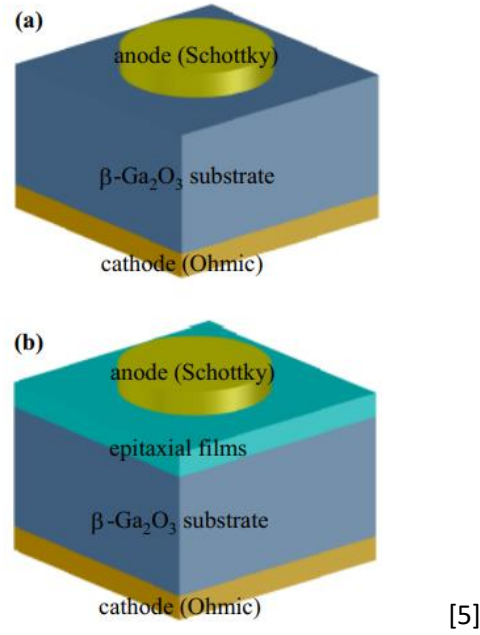 (a)
anode (Schottky)
β-Ga₂O₃ substrate
cathode (Ohmic)
(b)
anode (Schottky)
epitaxial films
β-Ga₂O₃ substrate
cathode (Ohmic)
[5]